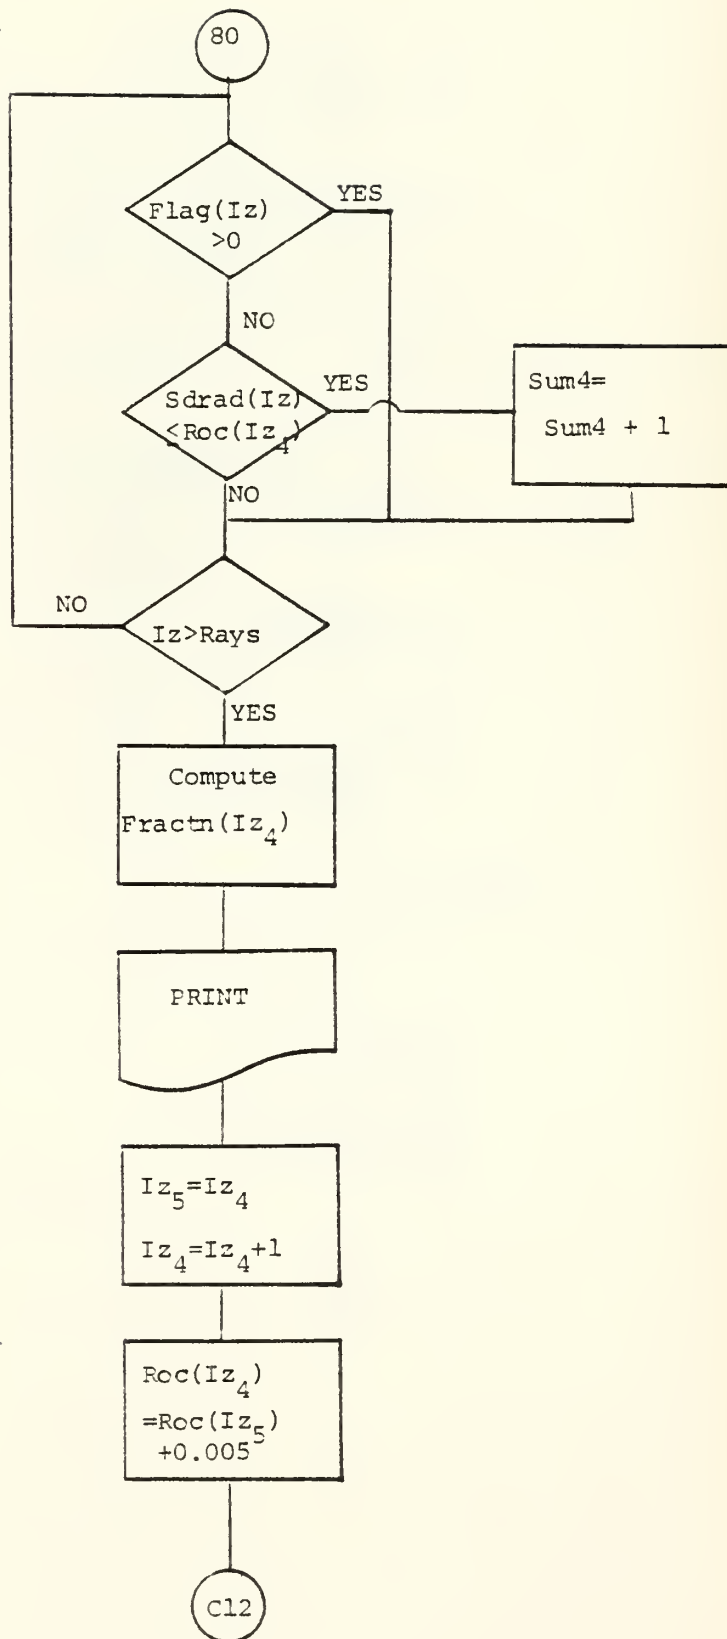 80
Flag(Iz)
>0
YES
NO
Sdrad(Iz)
<Roc(Iz₄)
YES
Sum4=
Sum4 + 1
NO
NO
Iz>Rays
YES
Compute
Fractn(Iz₄)
PRINT
Iz₅=Iz₄
Iz₄=Iz₄+1
Roc(Iz₄)
=Roc(Iz₅)
+0.005
C12